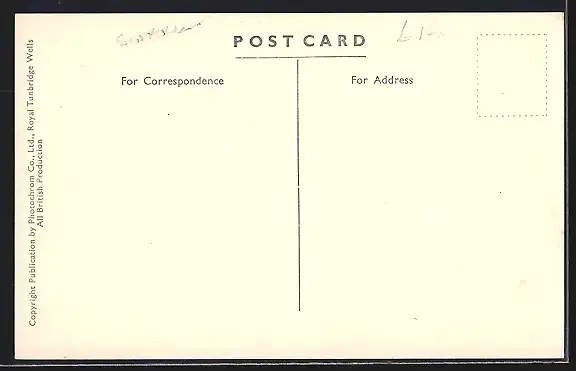 POST CARD
For Correspondence
For Address
Copyright Publication by Photochrom Co., Ltd., Royal Tunbridge Wells
All British Production